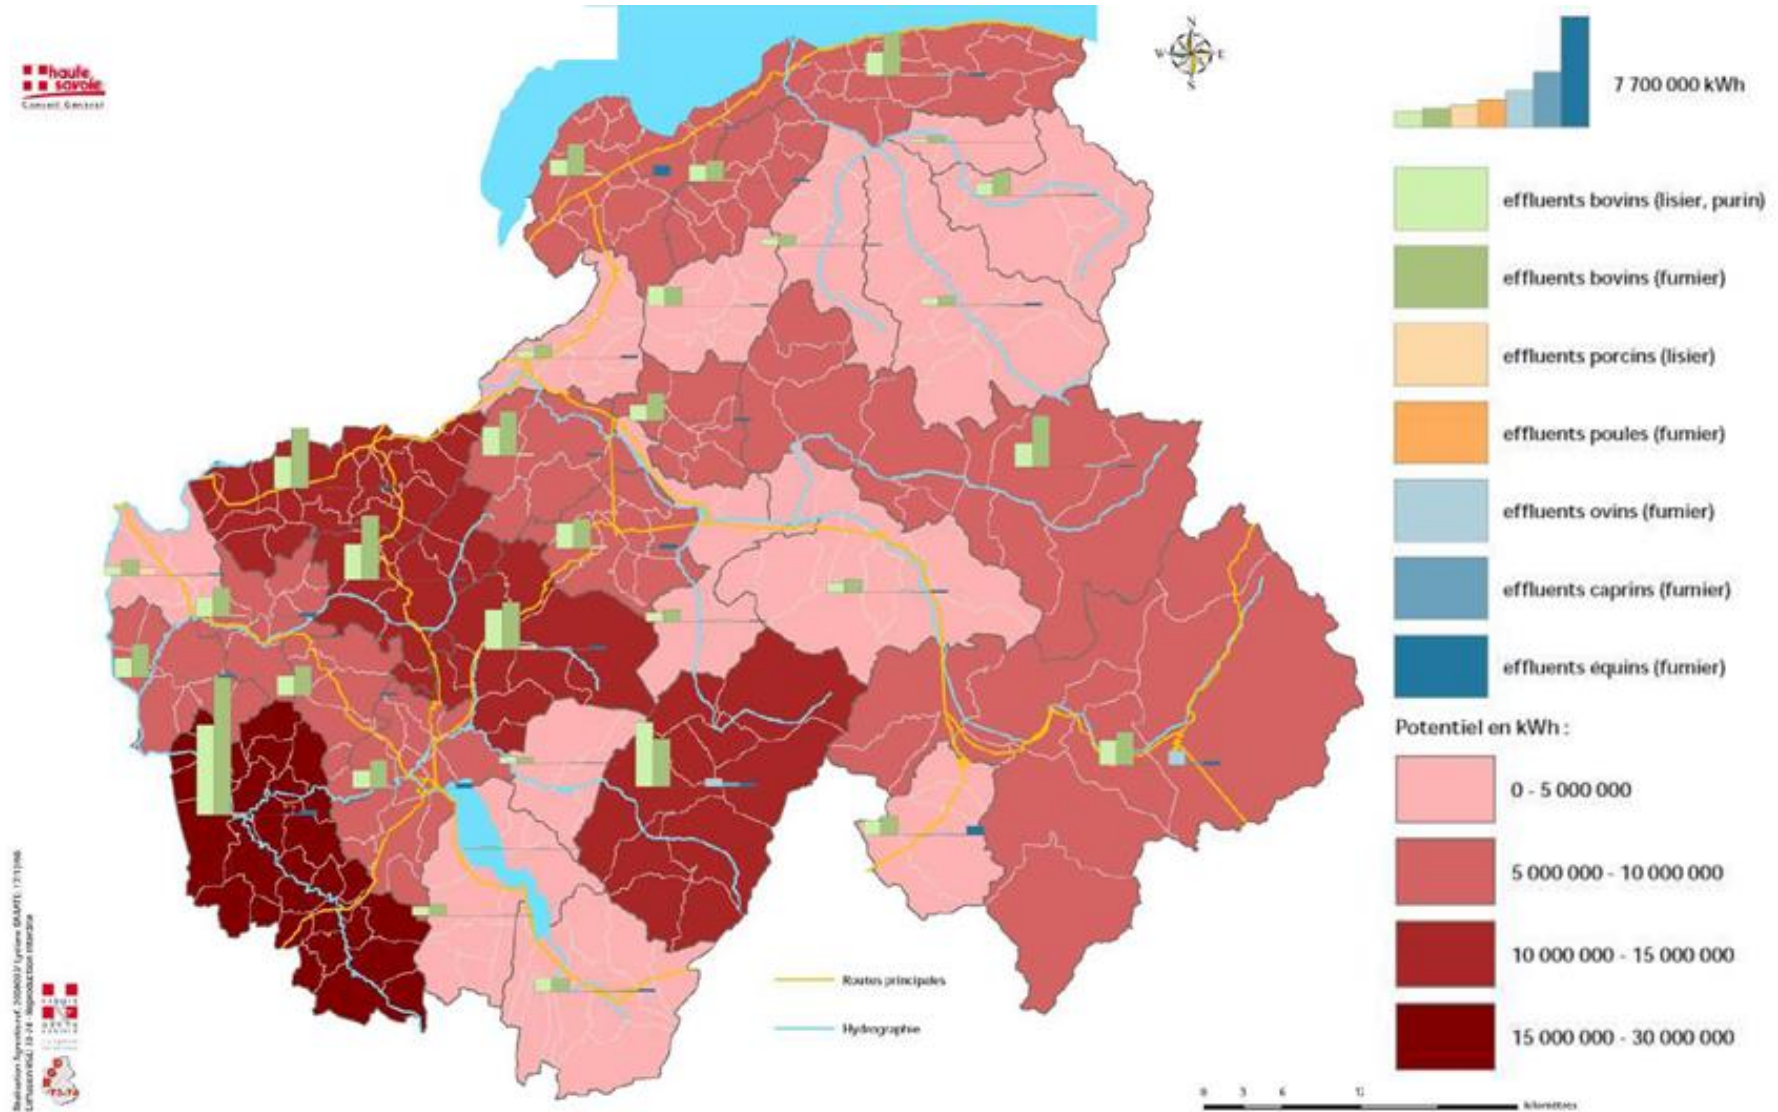 haute
savoie
Conseil Général
N
W
E
S
7 700 000 kWh
effluents bovins (lisier, purin)
effluents bovins (fumier)
effluents porcins (lisier)
effluents poules (fumier)
effluents ovins (fumier)
effluents caprins (fumier)
effluents équins (fumier)
Potentiel en kWh :
0 - 5 000 000
5 000 000 - 10 000 000
10 000 000 - 15 000 000
15 000 000 - 30 000 000
Routes principales
Hydrographie
0 3 6 12
kilomètres